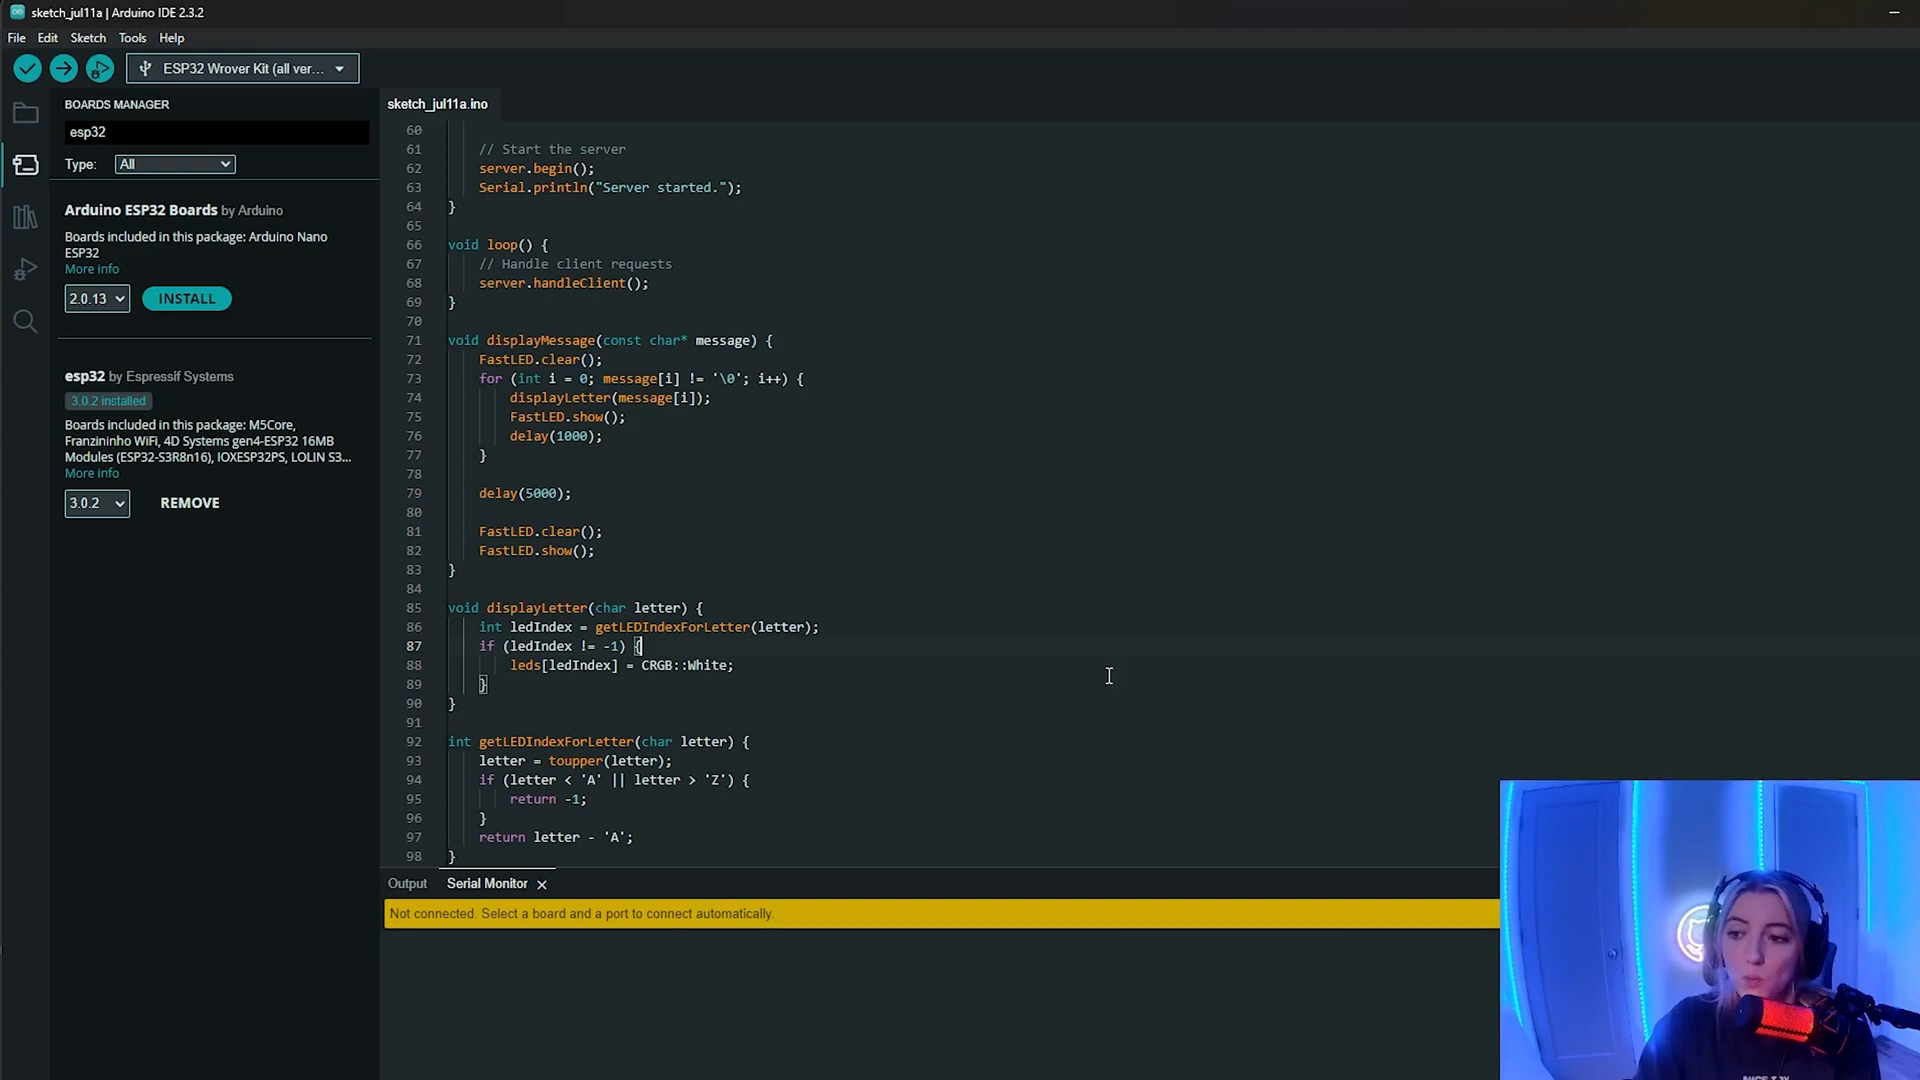 sketch_jul11a | Arduino IDE 2.3.2
File Edit Sketch Tools Help
ESP32 Wrover Kit (all ver...
BOARDS MANAGER
esp32
Type: All
Arduino ESP32 Boards by Arduino
Boards included in this package: Arduino Nano
ESP32
More info
2.0.13 INSTALL
esp32 by Espressif Systems
3.0.2 installed
Boards included in this package: M5Core,
Franzininho WiFi, 4D Systems gen4-ESP32 16MB
Modules (ESP32-S3R8n16), IOXESP32PS, LOLIN S3...
More info
3.0.2 REMOVE
sketch_jul11a.ino
60
61 // Start the server
62 server.begin();
63 Serial.println("Server started.");
64 }
65
66 void loop() {
67 // Handle client requests
68 server.handleClient();
69 }
70
71 void displayMessage(const char* message) {
72 FastLED.clear();
73 for (int i = 0; message[i] != '\0'; i++) {
74 displayLetter(message[i]);
75 FastLED.show();
76 delay(1000);
77 }
78
79 delay(5000);
80
81 FastLED.clear();
82 FastLED.show();
83 }
84
85 void displayLetter(char letter) {
86 int ledIndex = getLEDIndexForLetter(letter);
87 if (ledIndex != -1) {
88 leds[ledIndex] = CRGB::White;
89 }
90 }
91
92 int getLEDIndexForLetter(char letter) {
93 letter = toupper(letter);
94 if (letter < 'A' || letter > 'Z') {
95 return -1;
96 }
97 return letter - 'A';
98 }
Output Serial Monitor
Not connected. Select a board and a port to connect automatically.